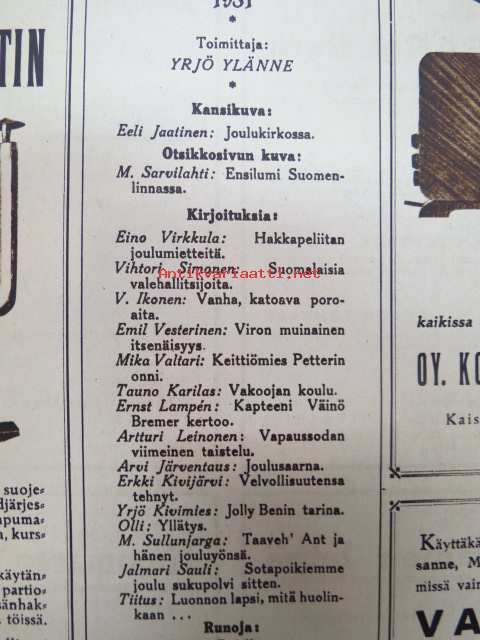 1931
*
Toimittaja:
YRJÖ YLÄNNE
*
Kansikuva:
Eeli Jaatinen: Joulukirkossa.
Otsikkosivun kuva:
M. Sarvilahti: Ensilumi Suomen-
linnassa.
Kirjoituksia:
Eino Virkkula: Hakkapeliitan
joulumietteitä.
Vihtori Simonen: Suomalaisia
valehallitsijoita.
V. Ikonen: Vanha, katoava poro-
aita.
Emil Vesterinen: Viron muinainen
itsenäisyys.
Mika Valtari: Keittiömies Petterin
onni.
Tauno Karilas: Vakoojan koulu.
Ernst Lampén: Kapteeni Väinö
Bremer kertoo.
Artturi Leinonen: Vapaussodan
viimeinen taistelu.
Arvi Järventaus: Joulusaarna.
Erkki Kivijärvi: Velvollisuutensa
tehnyt.
Yrjö Kivimies: Jolly Benin tarina.
Olli: Yllätys.
M. Sullunjarga: Taaveh' Ant ja
hänen jouluyönsä.
Jalmari Sauli: Sotapoikiemme
joulu sukupolvi sitten.
Tiitus: Luonnon lapsi, mitä huolin-
kaan ...
Runoja:
Antikvariaatti.net
TIN
suoje-
djärjes-
puma-
, kurs-
käytän-
partio-
sänhak-
töissä.
kaikissa
OY. KO
Kais
Käyttäkä
sanne, M
missä vain
VA